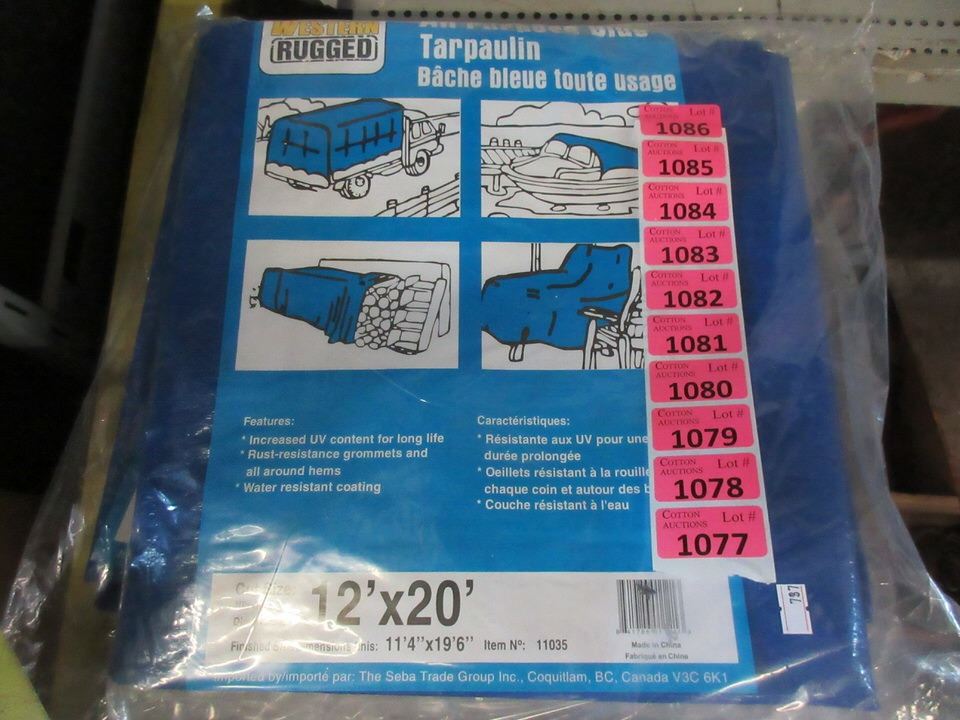 WESTERN
RUGGED
Tarpaulin
Bâche bleue toute usage
COTTON AUCTIONS Lot #
1086
COTTON AUCTIONS Lot #
1085
COTTON AUCTIONS Lot #
1084
COTTON AUCTIONS Lot #
1083
COTTON AUCTIONS Lot #
1082
COTTON AUCTIONS Lot #
1081
COTTON AUCTIONS Lot #
1080
COTTON AUCTIONS Lot #
1079
COTTON AUCTIONS Lot #
1078
COTTON AUCTIONS Lot #
1077
Features:
* Increased UV content for long life
* Rust-resistance grommets and
all around hems
* Water resistant coating
Caractéristiques:
* Résistante aux UV pour une
durée prolongée
* Oeillets résistant à la rouille
chaque coin et autour des
* Couche résistant à l'eau
Size:
12'x20'
Finished 11'4"x19'6" Item Nº: 11035
Made in China
Fabriqué en China
787
Imported by/importé par: The Seba Trade Group Inc., Coquitlam, BC, Canada V3C 6K1